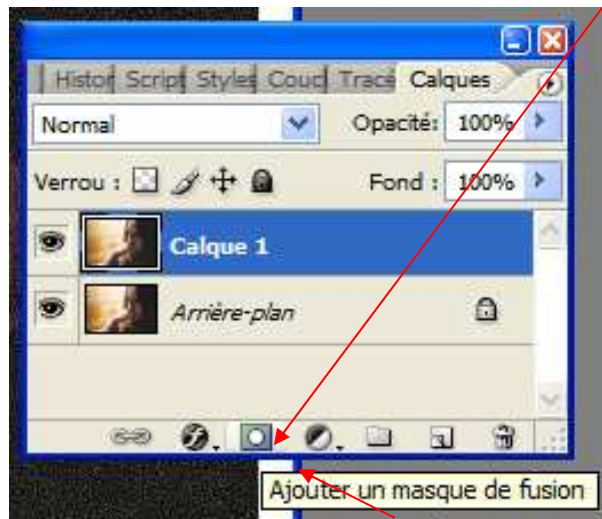 Histor Script Styles Couch Tracé Calques
Normal Opacité: 100%
Verrou : Fond : 100%
Calque 1
Arrière-plan
Ajouter un masque de fusion